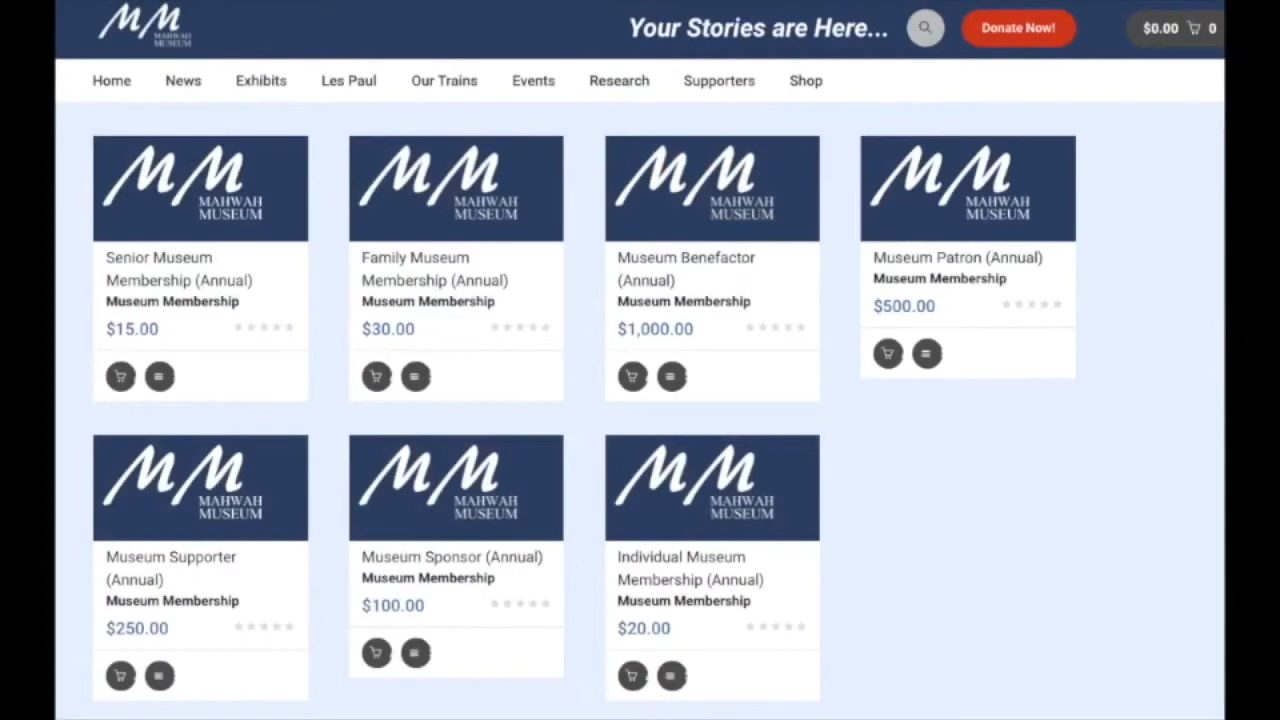 MM
MAHWAH
MUSEUM
Your Stories are Here...
Donate Now!
$0.00 0
Home News Exhibits Les Paul Our Trains Events Research Supporters Shop
MM
MAHWAH
MUSEUM
Senior Museum
Membership (Annual)
Museum Membership
$15.00
MM
MAHWAH
MUSEUM
Family Museum
Membership (Annual)
Museum Membership
$30.00
MM
MAHWAH
MUSEUM
Museum Benefactor
(Annual)
Museum Membership
$1,000.00
MM
MAHWAH
MUSEUM
Museum Patron (Annual)
Museum Membership
$500.00
MM
MAHWAH
MUSEUM
Museum Supporter
(Annual)
Museum Membership
$250.00
MM
MAHWAH
MUSEUM
Museum Sponsor (Annual)
Museum Membership
$100.00
MM
MAHWAH
MUSEUM
Individual Museum
Membership (Annual)
Museum Membership
$20.00